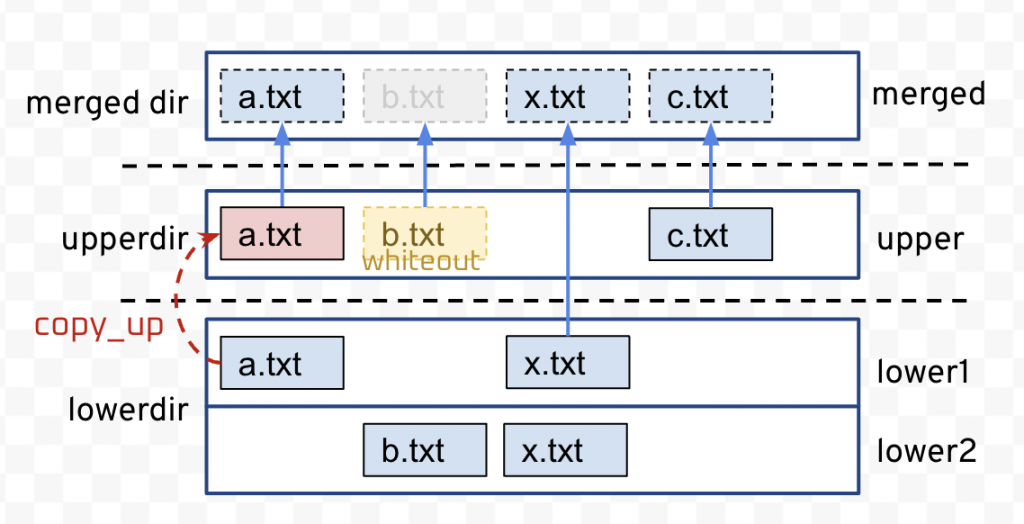 merged dir
a.txt
b.txt
x.txt
c.txt
merged
upperdir
a.txt
b.txt
whiteout
c.txt
upper
copy_up
lowerdir
a.txt
x.txt
lower1
b.txt
x.txt
lower2